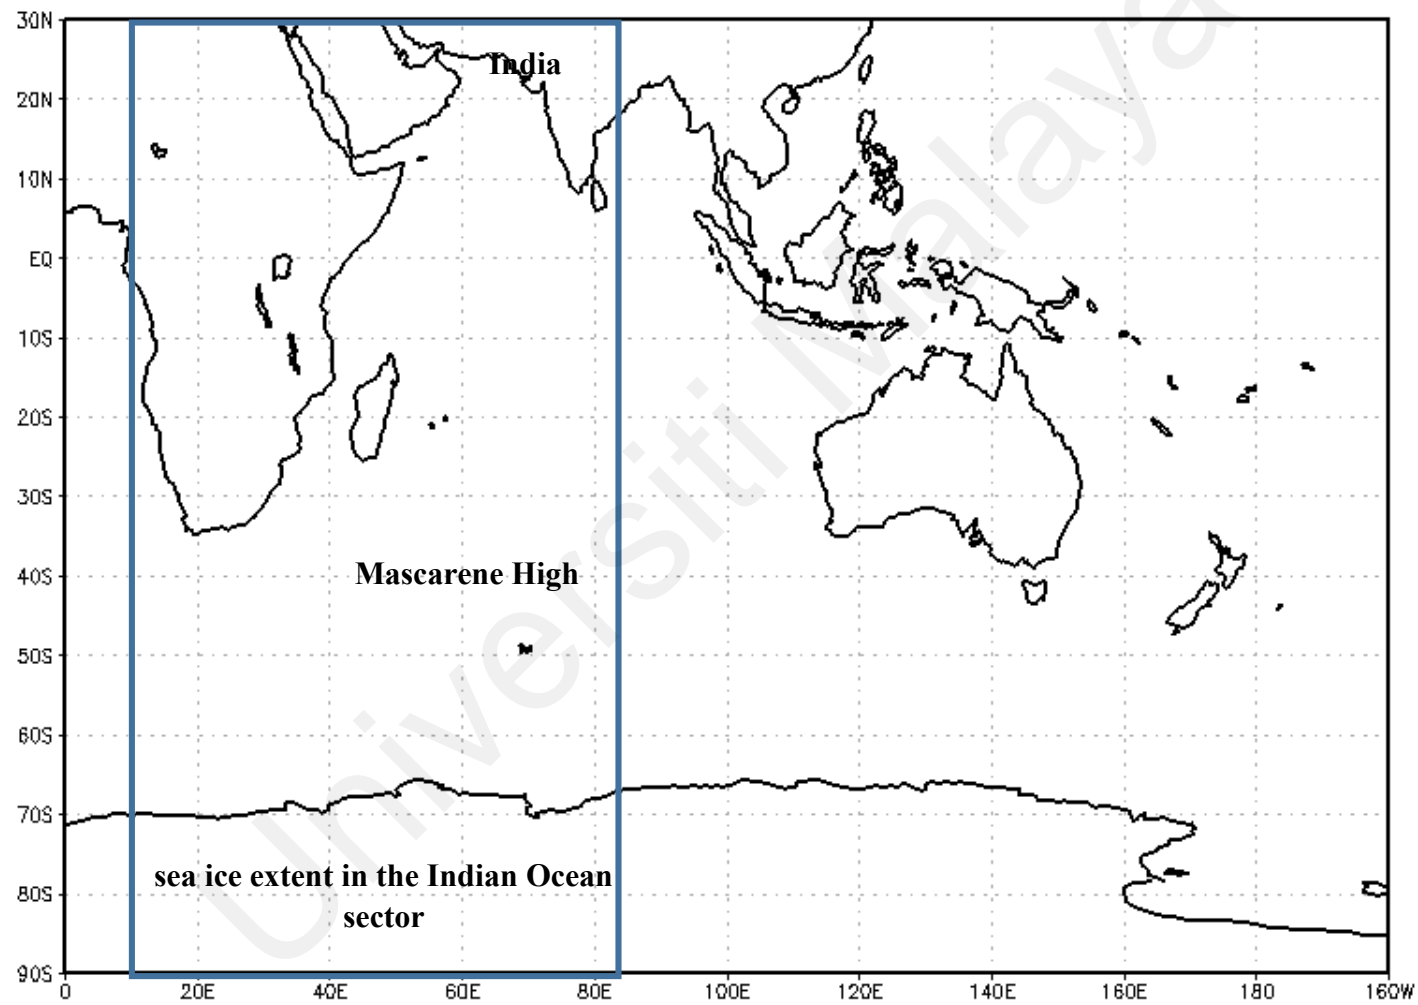 30N
India
20N
10N
EQ
10S
20S
30S
Mascarene High
40S
50S
60S
70S
sea ice extent in the Indian Ocean
sector
80S
90S
0 20E 40E 60E 80E 100E 120E 140E 160E 180 160W
Universiti Malaya